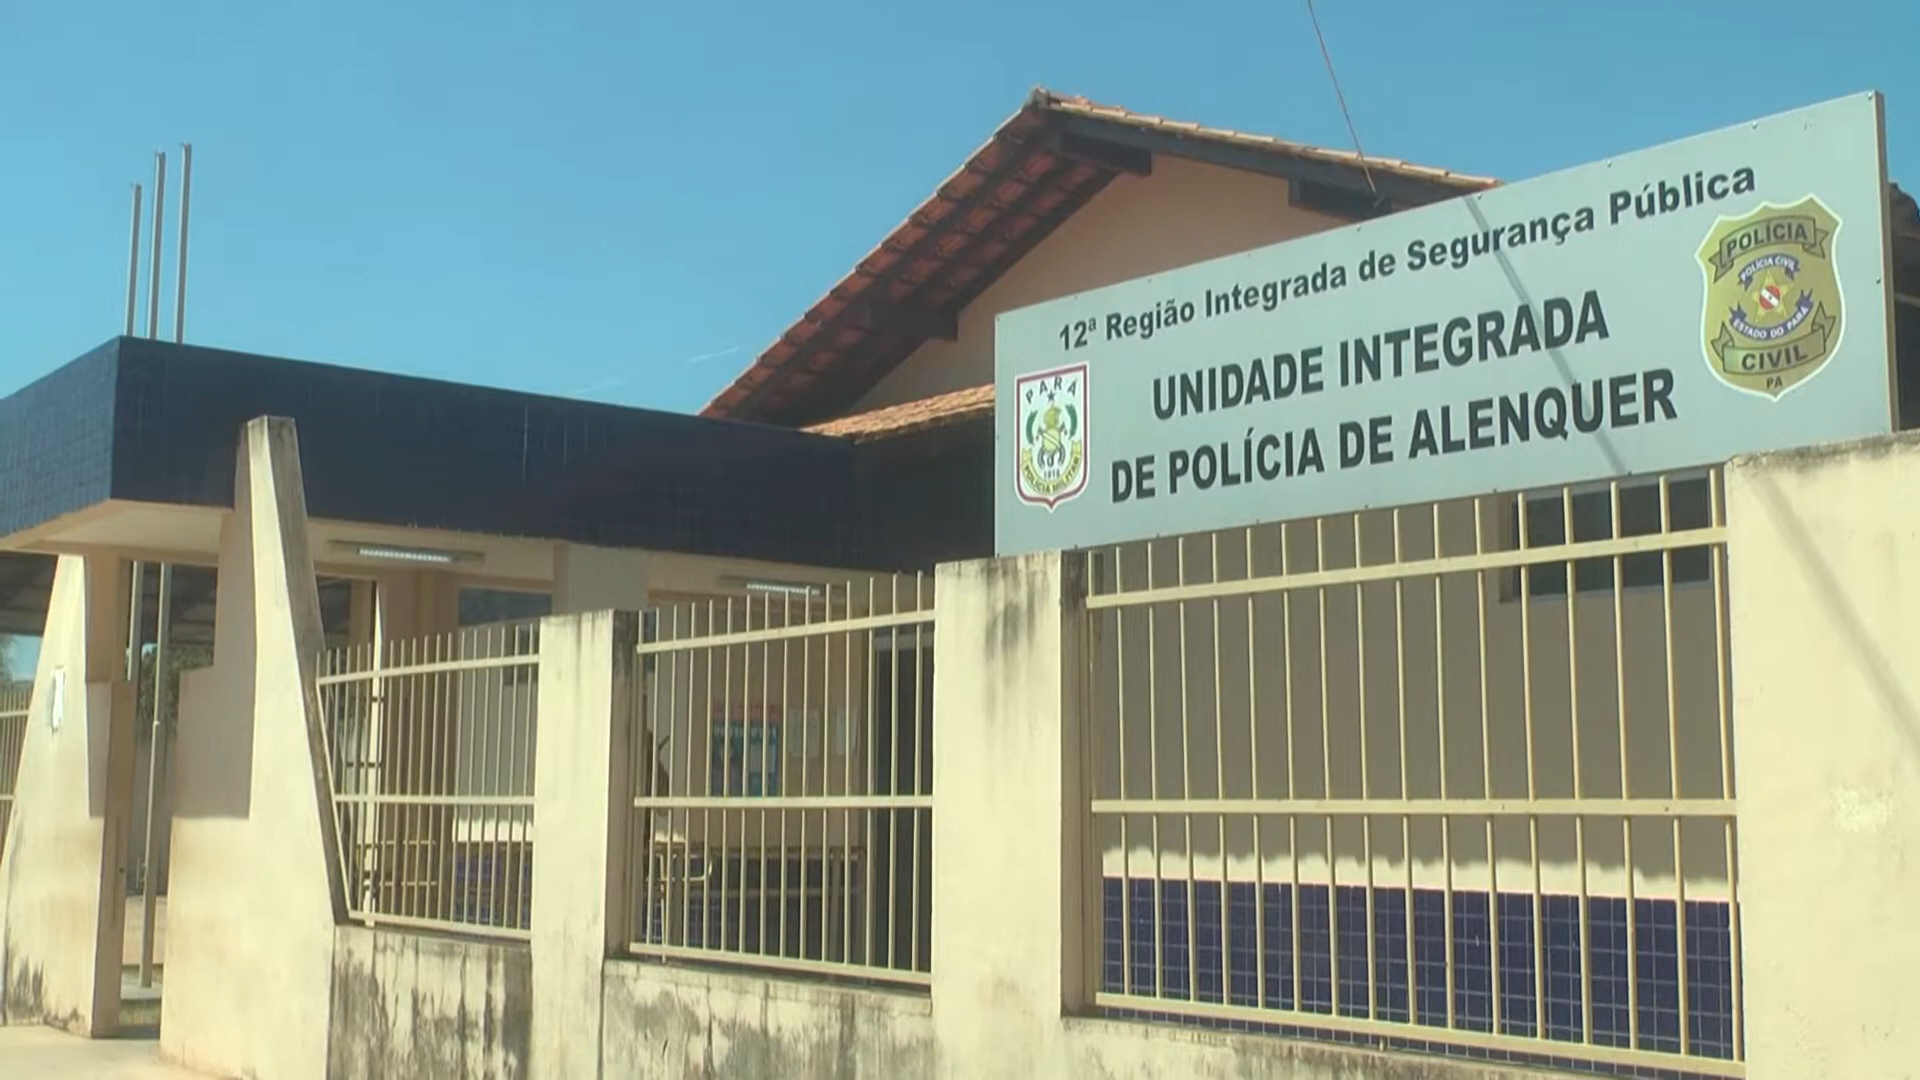 12ª Região Integrada de Segurança Pública
UNIDADE INTEGRADA
DE POLÍCIA DE ALENQUER
PARÁ
1818
POLÍCIA MILITAR
POLÍCIA
POLÍCIA CIVIL
ESTADO DO PARÁ
CIVIL
PA